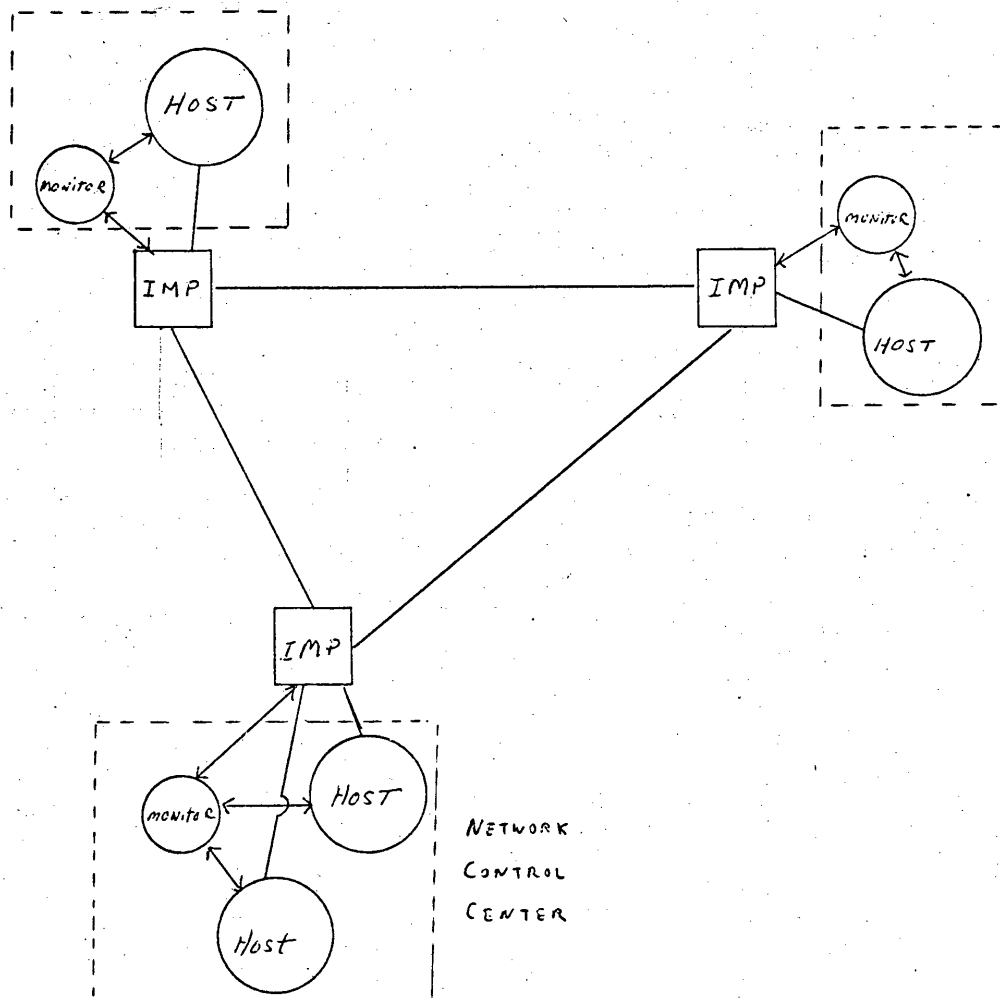 HOST
MONITOR
IMP
IMP
MONITOR
HOST
IMP
MONITOR
HOST
NETWORK
CONTROL
CENTER
Host